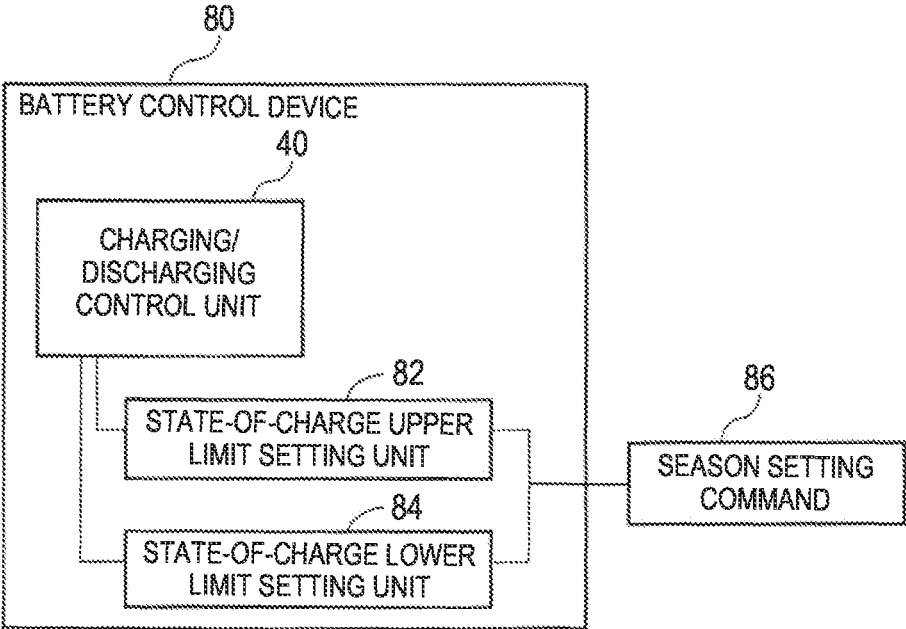 80
BATTERY CONTROL DEVICE
40
CHARGING/
DISCHARGING
CONTROL UNIT
82
STATE-OF-CHARGE UPPER
LIMIT SETTING UNIT
84
STATE-OF-CHARGE LOWER
LIMIT SETTING UNIT
86
SEASON SETTING
COMMAND